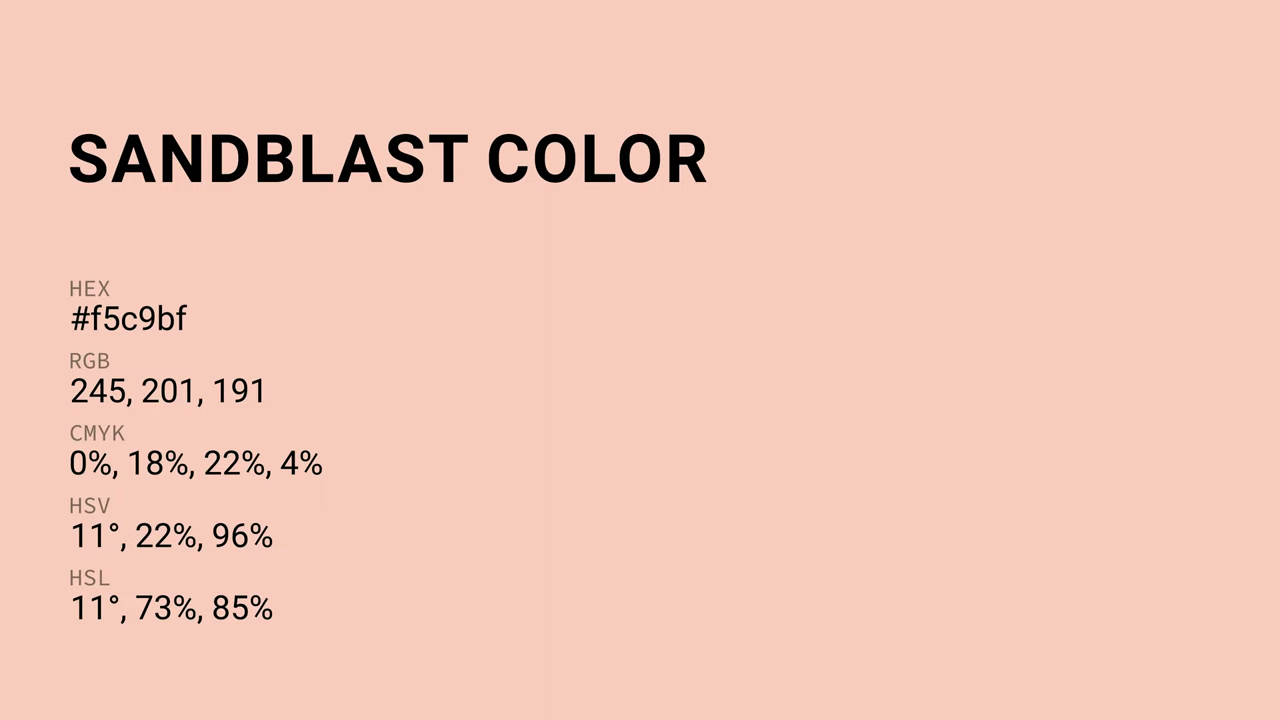 SANDBLAST COLOR
HEX
#f5c9bf
RGB
245, 201, 191
CMYK
0%, 18%, 22%, 4%
HSV
11°, 22%, 96%
HSL
11°, 73%, 85%